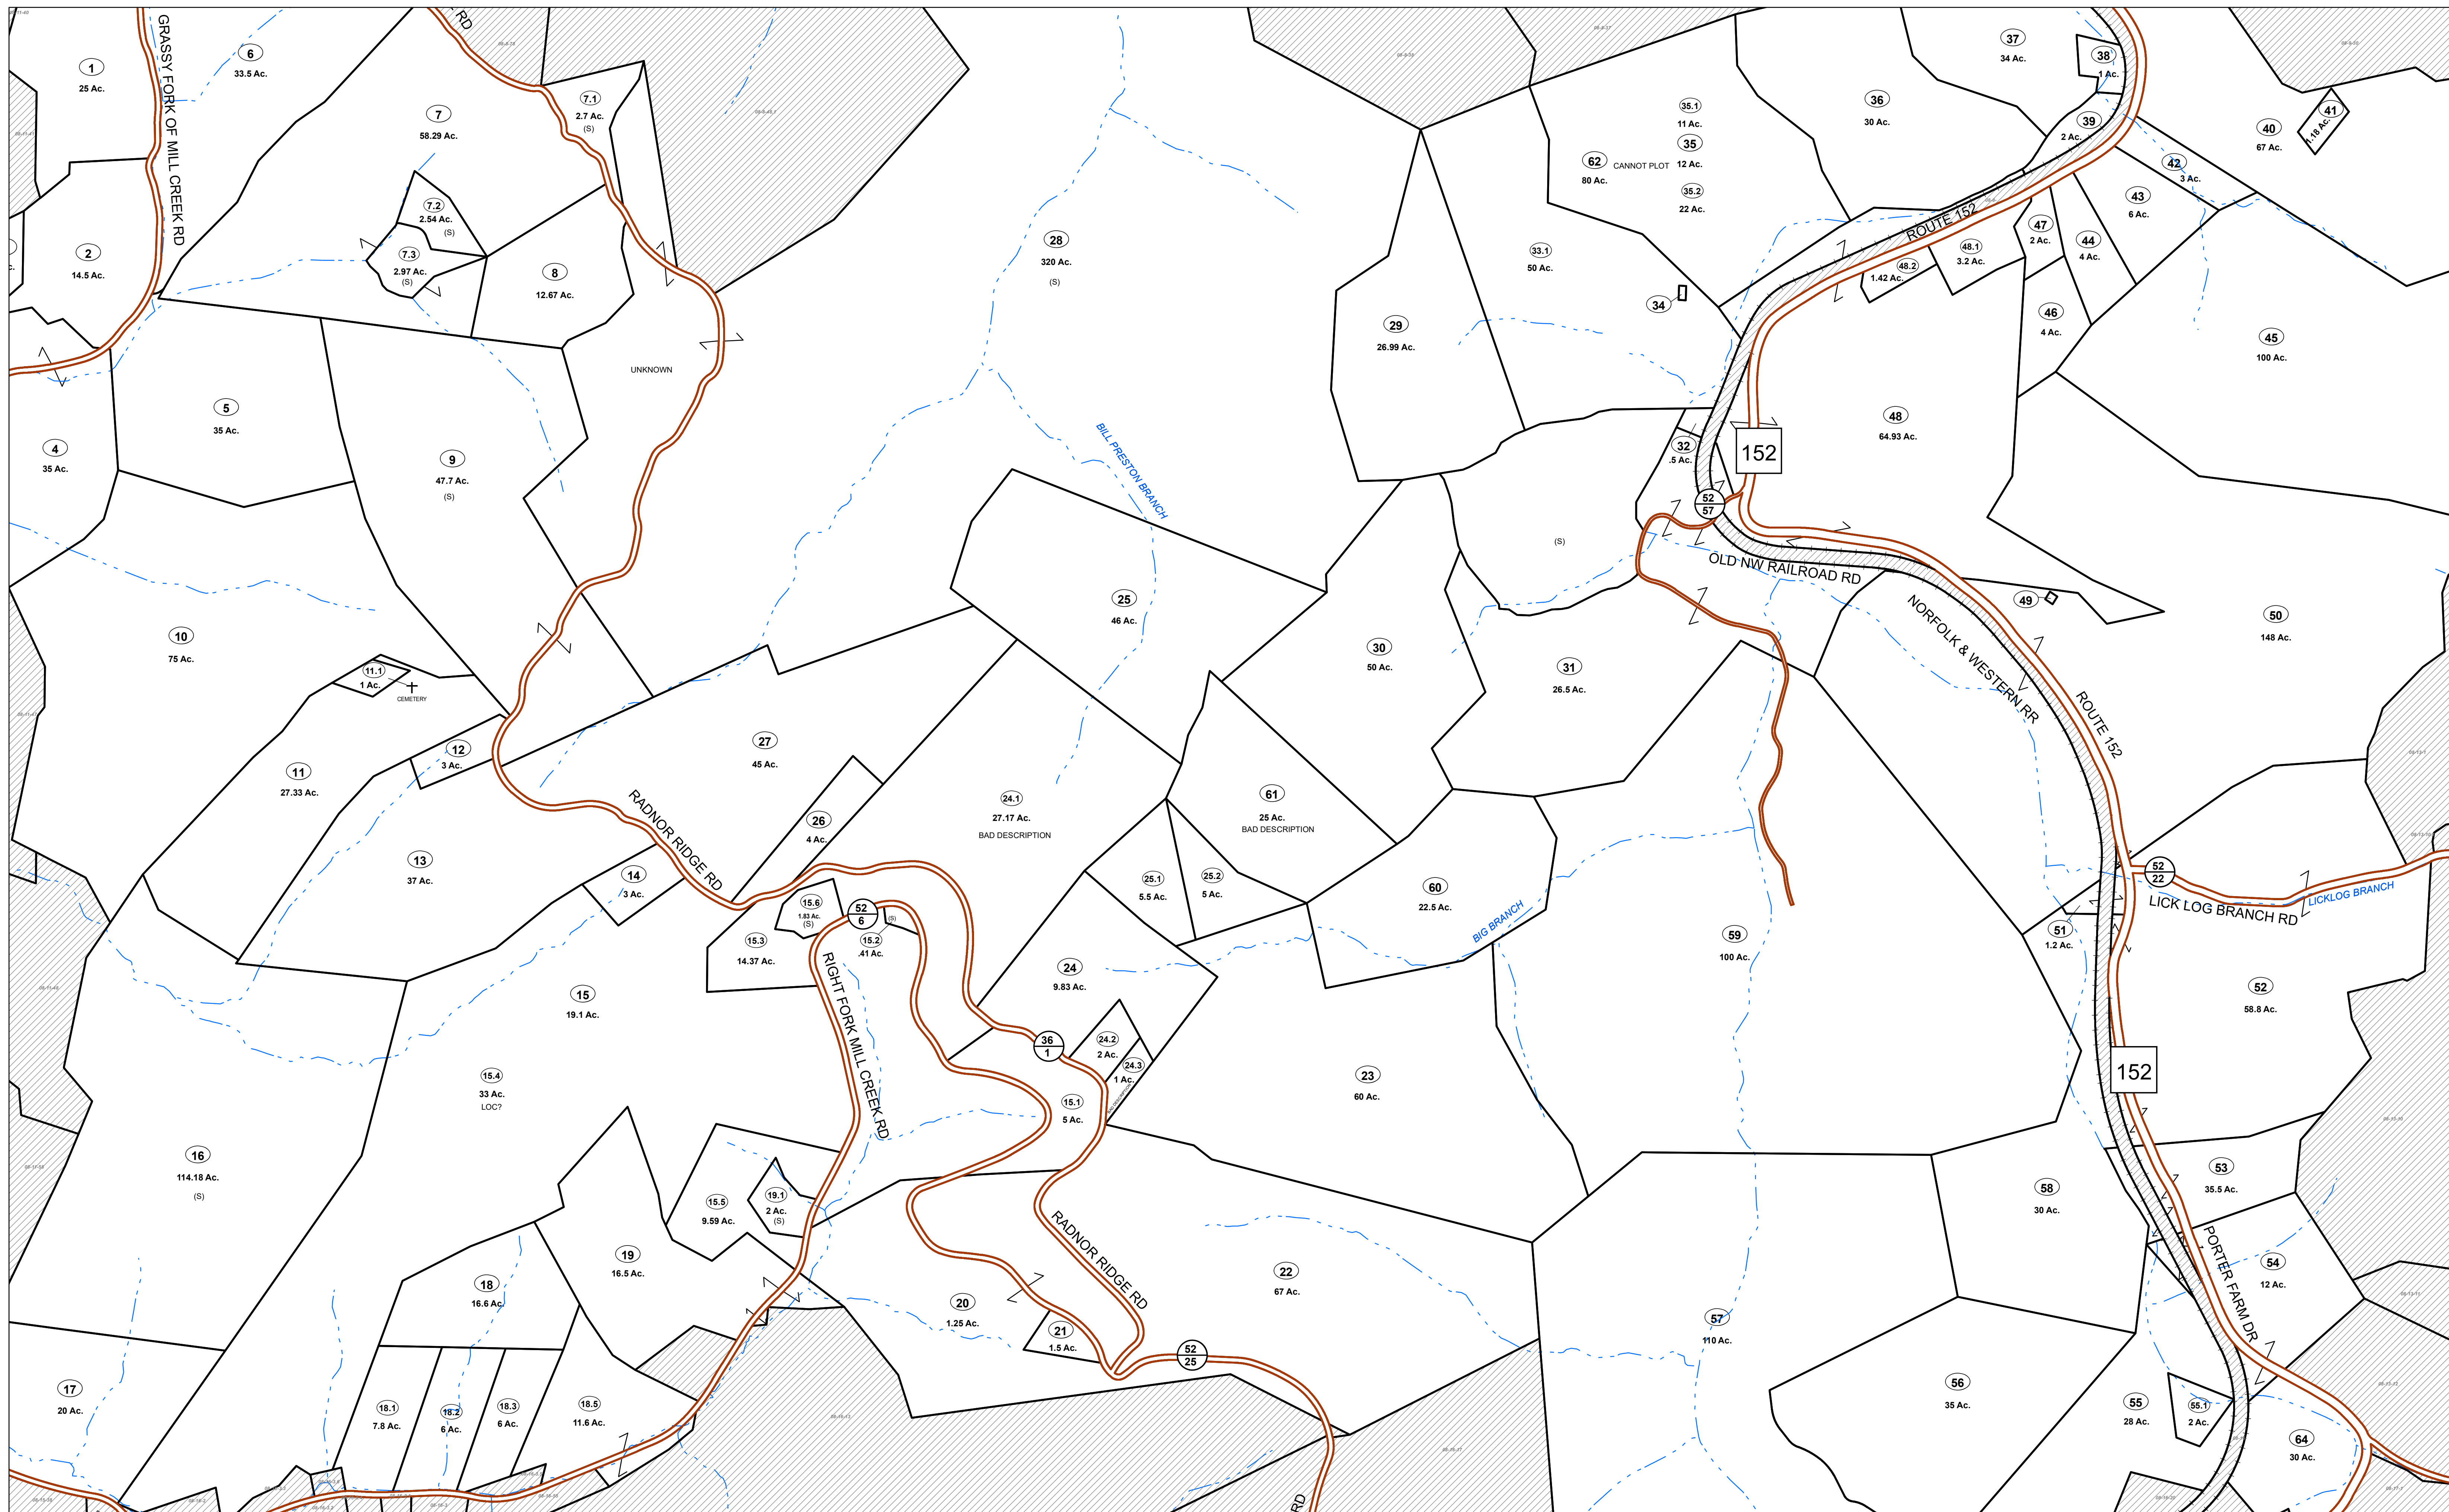 GRASSY FORK OF MILL CREEK RD
RD
1
25 Ac.
6
33.5 Ac.
7
58.29 Ac.
7.1
2.7 Ac.
(S)
7.2
2.54 Ac.
(S)
7.3
2.97 Ac.
(S)
2
14.5 Ac.
8
12.67 Ac.
UNKNOWN
28
320 Ac.
(S)
29
26.99 Ac.
62
80 Ac.
CANNOT PLOT
35.1
11 Ac.
35
12 Ac.
35.2
22 Ac.
33.1
50 Ac.
34
36
30 Ac.
37
34 Ac.
38
1 Ac.
39
2 Ac.
40
67 Ac.
41
1.18 Ac.
42
3 Ac.
43
6 Ac.
44
4 Ac.
47
2 Ac.
48.1
3.2 Ac.
48.2
1.42 Ac.
ROUTE 152
46
4 Ac.
45
100 Ac.
5
35 Ac.
4
35 Ac.
9
47.7 Ac.
(S)
BILL PRESTON BRANCH
32
.5 Ac.
152
48
64.93 Ac.
52
57
(S)
OLD NW RAILROAD RD
NORFOLK & WESTERN RR
ROUTE 152
49
50
148 Ac.
10
75 Ac.
11.1
1 Ac.
CEMETERY
25
46 Ac.
30
50 Ac.
31
26.5 Ac.
11
27.33 Ac.
12
3 Ac.
27
45 Ac.
RADNOR RIDGE RD
26
4 Ac.
24.1
27.17 Ac.
BAD DESCRIPTION
61
25 Ac.
BAD DESCRIPTION
13
37 Ac.
14
3 Ac.
25.1
5.5 Ac.
25.2
5 Ac.
60
22.5 Ac.
BIG BRANCH
59
100 Ac.
52
22
LICKLOG BRANCH
LICK LOG BRANCH RD
51
1.2 Ac.
15.6
1.83 Ac.
(S)
52
6
(S)
15.2
.41 Ac.
15.3
14.37 Ac.
15
19.1 Ac.
RIGHT FORK MILL CREEK RD
24
9.83 Ac.
52
58.8 Ac.
36
1
24.2
2 Ac.
24.3
1 Ac.
BAD DESCRIPTION
152
15.4
33 Ac.
LOC?
15.1
5 Ac.
23
60 Ac.
16
114.18 Ac.
(S)
15.5
9.59 Ac.
19.1
2 Ac.
(S)
58
30 Ac.
53
35.5 Ac.
RADNOR RIDGE RD
19
16.5 Ac.
18
16.6 Ac.
20
1.25 Ac.
21
1.5 Ac.
22
67 Ac.
57
110 Ac.
PORTER FARM DR
54
12 Ac.
52
25
17
20 Ac.
18.1
7.8 Ac.
18.2
6 Ac.
18.3
6 Ac.
18.5
11.6 Ac.
56
35 Ac.
55
28 Ac.
55.1
2 Ac.
64
30 Ac.
RD